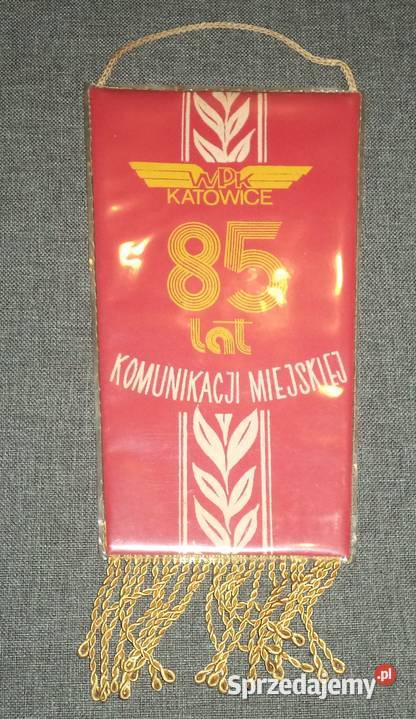 WPK
KATOWICE
85
lat
KOMUNIKACJI MIEJSKIEJ
Sprzedajemy.pl